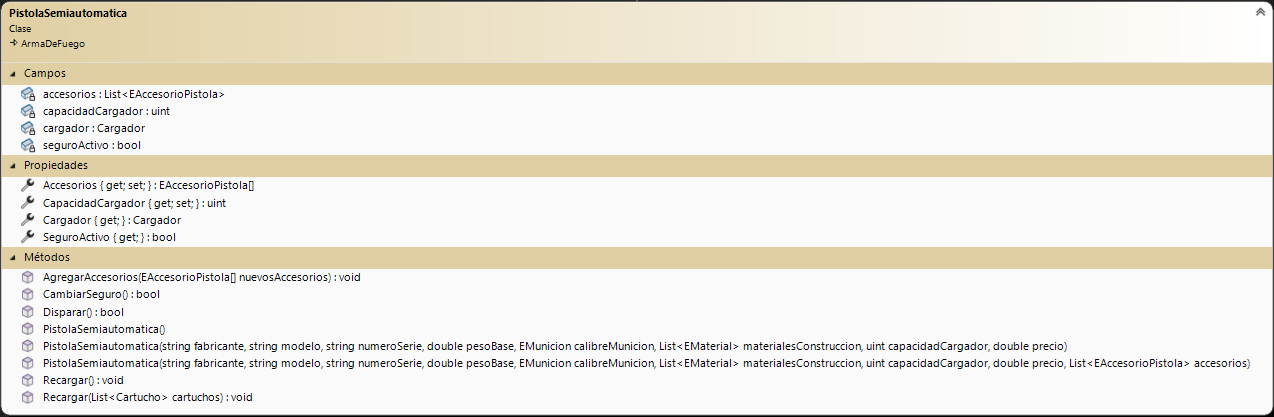 PistolaSemiautomatica
Clase
ArmaDeFuego
Campos
accesorios : List<EAccesorioPistola>
capacidadCargador : uint
cargador : Cargador
seguroActivo : bool
Propiedades
Accesorios { get; set; } : EAccesorioPistola[]
CapacidadCargador { get; set; } : uint
Cargador { get; } : Cargador
SeguroActivo { get; } : bool
Métodos
AgregarAccesorios(EAccesorioPistola[] nuevosAccesorios) : void
CambiarSeguro() : bool
Disparar() : bool
PistolaSemiautomatica()
PistolaSemiautomatica(string fabricante, string modelo, string numeroSerie, double pesoBase, EMunicion calibreMunicion, List<EMaterial> materialesConstruccion, uint capacidadCargador, double precio)
PistolaSemiautomatica(string fabricante, string modelo, string numeroSerie, double pesoBase, EMunicion calibreMunicion, List<EMaterial> materialesConstruccion, uint capacidadCargador, double precio, List<EAccesorioPistola> accesorios)
Recargar() : void
Recargar(List<Cartucho> cartuchos) : void